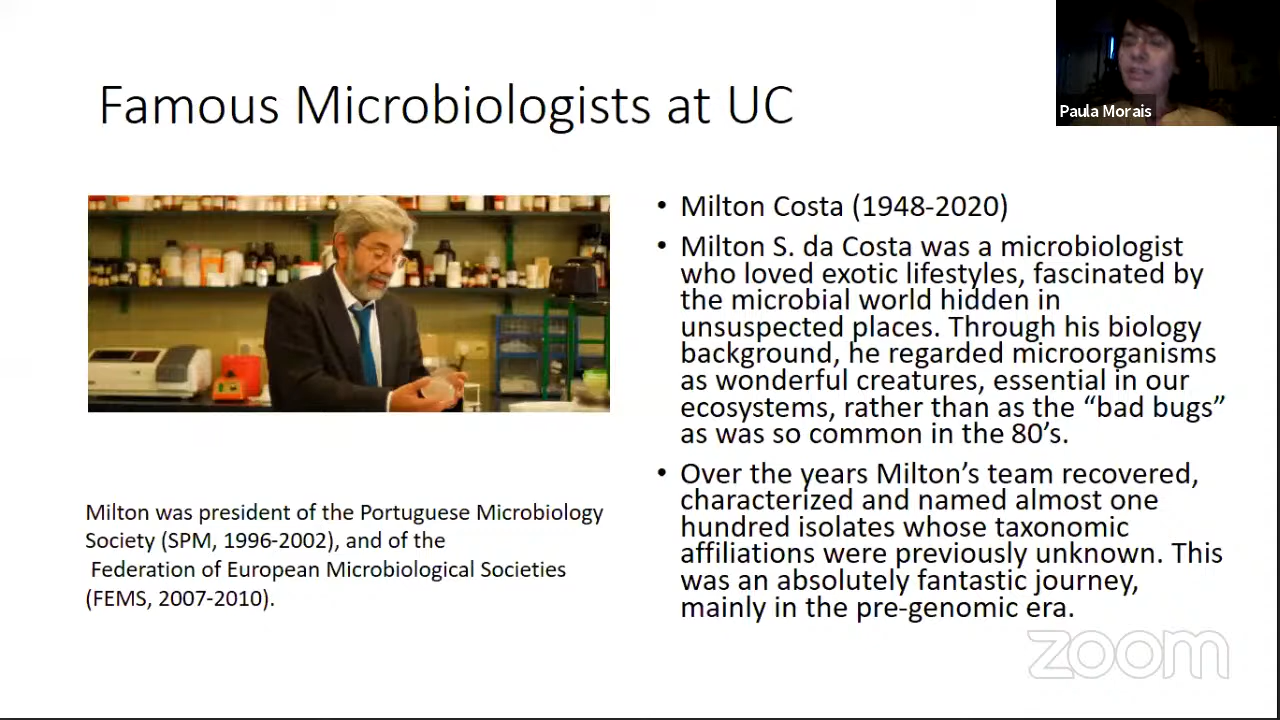 Famous Microbiologists at UC
Paula Morais
• Milton Costa (1948-2020)
• Milton S. da Costa was a microbiologist
who loved exotic lifestyles, fascinated by
the microbial world hidden in
unsuspected places. Through his biology
background, he regarded microorganisms
as wonderful creatures, essential in our
ecosystems, rather than as the “bad bugs”
as was so common in the 80’s.
• Over the years Milton’s team recovered,
characterized and named almost one
hundred isolates whose taxonomic
affiliations were previously unknown. This
was an absolutely fantastic journey,
mainly in the pre-genomic era.
Milton was president of the Portuguese Microbiology
Society (SPM, 1996-2002), and of the
Federation of European Microbiological Societies
(FEMS, 2007-2010).
zoom